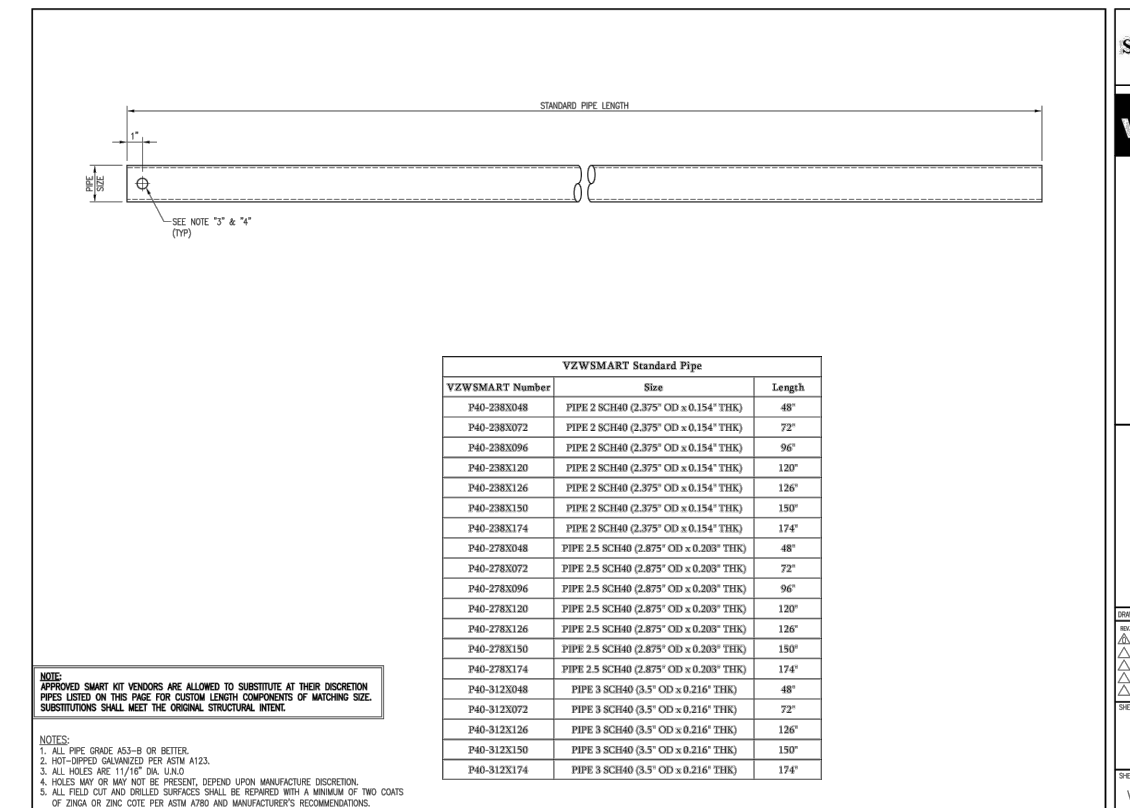 STANDARD PIPE LENGTH
1"
PIPE
SIZE
SEE NOTE "3" & "4"
(TYP)
VZWSMART Standard Pipe
VZWSMART Number Size Length
P40-238X048 PIPE 2 SCH40 (2.375" OD x 0.154" THK) 48"
P40-238X072 PIPE 2 SCH40 (2.375" OD x 0.154" THK) 72"
P40-238X096 PIPE 2 SCH40 (2.375" OD x 0.154" THK) 96"
P40-238X120 PIPE 2 SCH40 (2.375" OD x 0.154" THK) 120"
P40-238X126 PIPE 2 SCH40 (2.375" OD x 0.154" THK) 126"
P40-238X150 PIPE 2 SCH40 (2.375" OD x 0.154" THK) 150"
P40-238X174 PIPE 2 SCH40 (2.375" OD x 0.154" THK) 174"
P40-278X048 PIPE 2.5 SCH40 (2.875" OD x 0.203" THK) 48"
P40-278X072 PIPE 2.5 SCH40 (2.875" OD x 0.203" THK) 72"
P40-278X096 PIPE 2.5 SCH40 (2.875" OD x 0.203" THK) 96"
P40-278X120 PIPE 2.5 SCH40 (2.875" OD x 0.203" THK) 120"
P40-278X126 PIPE 2.5 SCH40 (2.875" OD x 0.203" THK) 126"
P40-278X150 PIPE 2.5 SCH40 (2.875" OD x 0.203" THK) 150"
P40-278X174 PIPE 2.5 SCH40 (2.875" OD x 0.203" THK) 174"
P40-312X048 PIPE 3 SCH40 (3.5" OD x 0.216" THK) 48"
P40-312X072 PIPE 3 SCH40 (3.5" OD x 0.216" THK) 72"
P40-312X126 PIPE 3 SCH40 (3.5" OD x 0.216" THK) 126"
P40-312X150 PIPE 3 SCH40 (3.5" OD x 0.216" THK) 150"
P40-312X174 PIPE 3 SCH40 (3.5" OD x 0.216" THK) 174"
NOTE:
APPROVED SMART KIT VENDORS ARE ALLOWED TO SUBSTITUTE AT THEIR DISCRETION
PIPES LISTED ON THIS PAGE FOR CUSTOM LENGTH COMPONENTS OF MATCHING SIZE.
SUBSTITUTIONS SHALL MEET THE ORIGINAL STRUCTURAL INTENT.
NOTES:
1. ALL PIPE GRADE A53-B OR BETTER.
2. HOT-DIPPED GALVANIZED PER ASTM A123.
3. ALL HOLES ARE 11/16" DIA. U.N.O
4. HOLES MAY OR MAY NOT BE PRESENT, DEPEND UPON MANUFACTURE DISCRETION.
5. ALL FIELD CUT AND DRILLED SURFACES SHALL BE REPAIRED WITH A MINIMUM OF TWO COATS
OF ZINGA OR ZINC COTE PER ASTM A780 AND MANUFACTURER'S RECOMMENDATIONS.
S
DRA
REV.
SHE
SHE